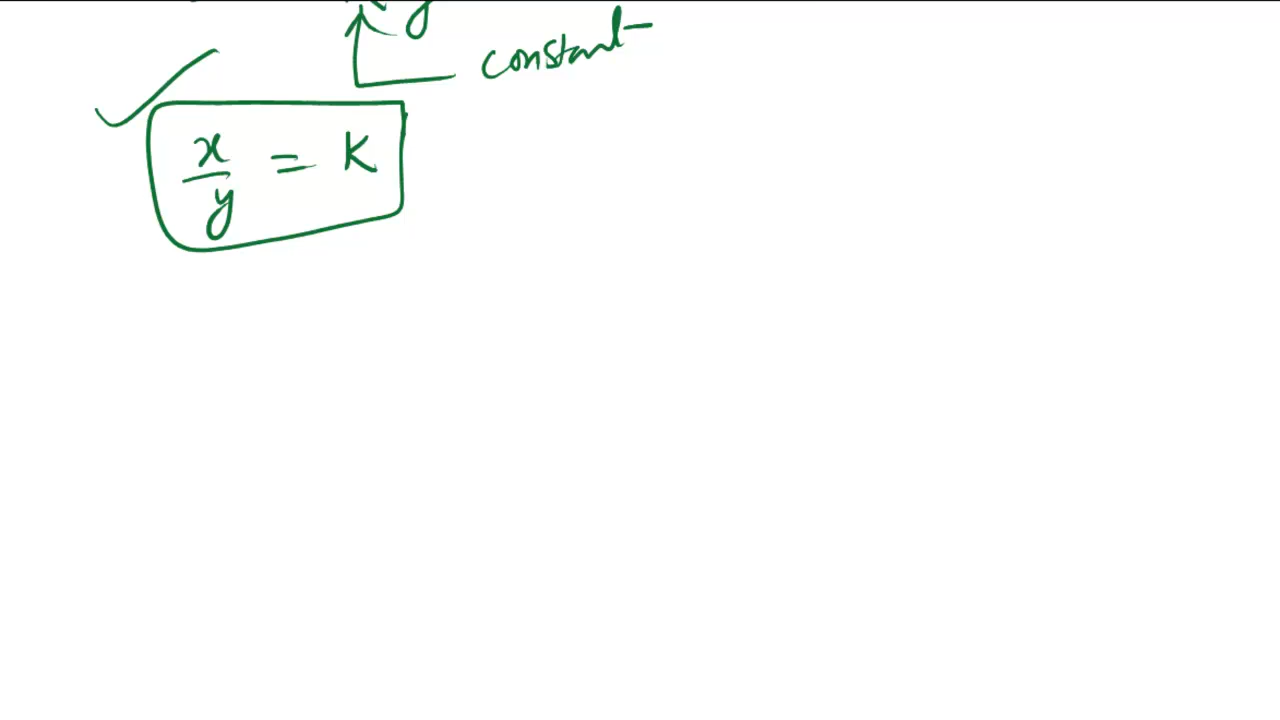 y
constant
x/y = K